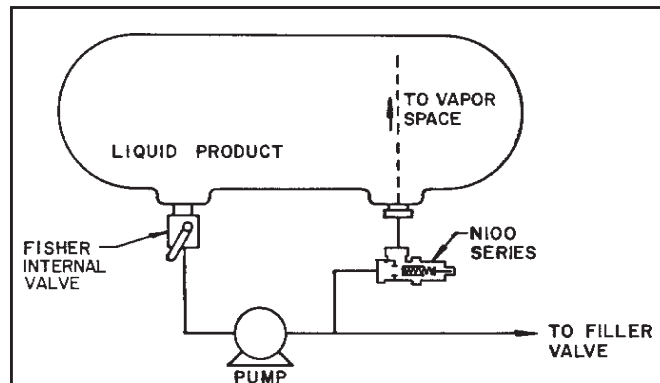 TO VAPOR
SPACE
LIQUID PRODUCT
FISHER
INTERNAL
VALVE
N100
SERIES
PUMP
TO FILLER
VALVE